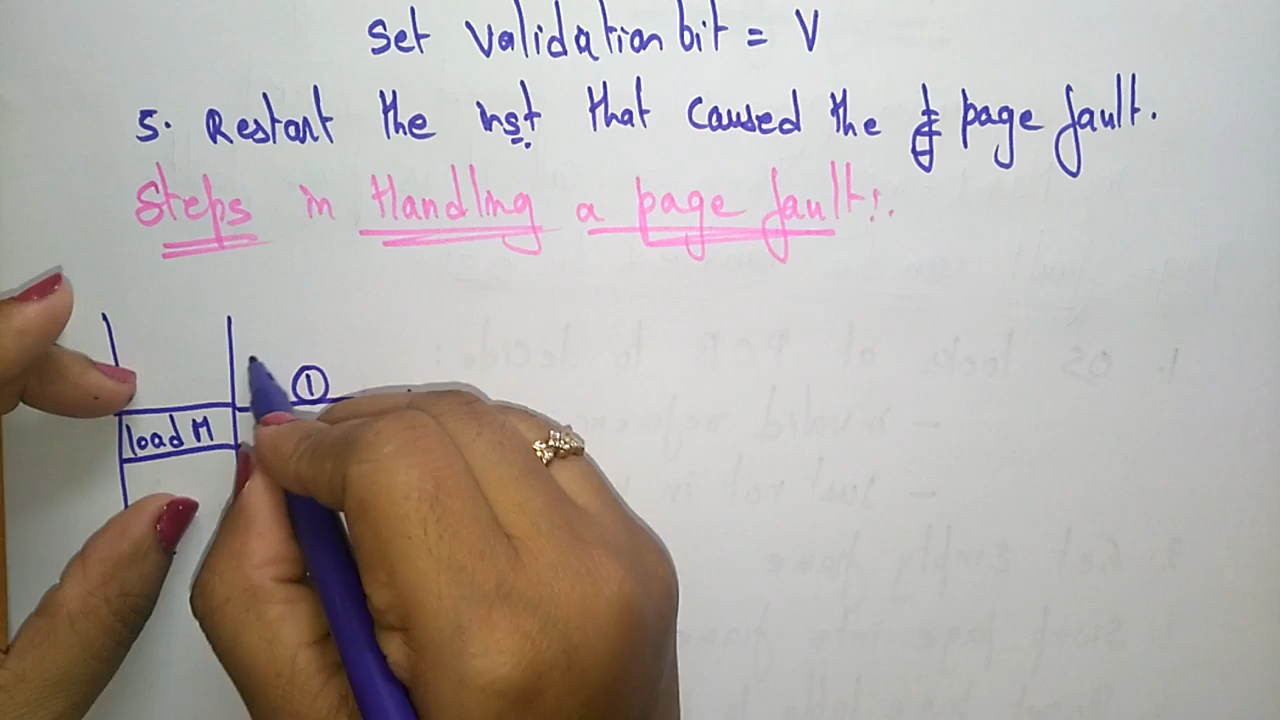 Set Validation bit = V
5. Restart the inst that caused the page fault.
Steps in Handling a page fault:.
①
load M